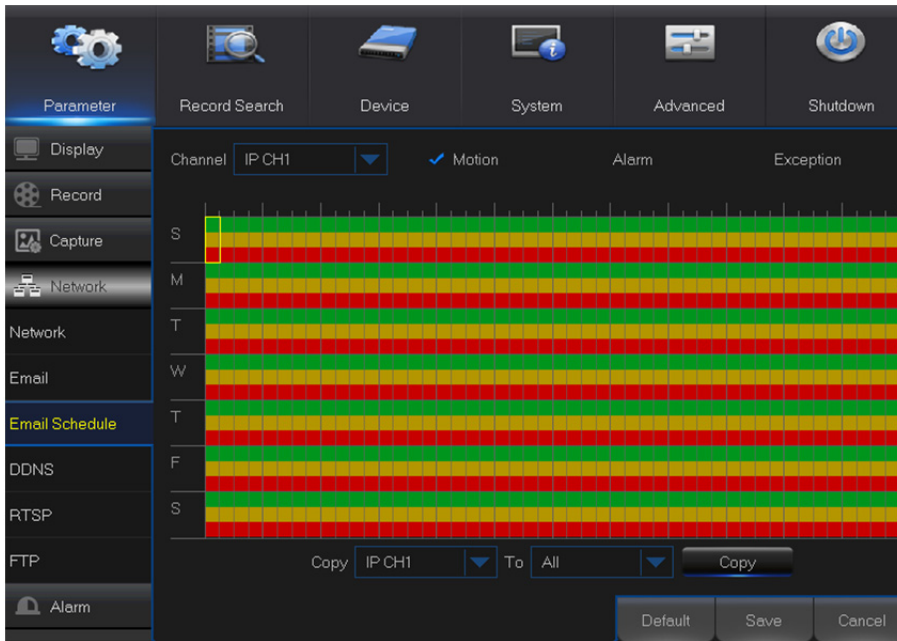 Parameter
Record Search
Device
System
Advanced
Shutdown
Display
Record
Capture
Network
Network
Email
Email Schedule
DDNS
RTSP
FTP
Alarm
Channel IP CH1 Motion Alarm Exception
S
M
T
W
T
F
S
Copy IP CH1 To All Copy
Default Save Cancel